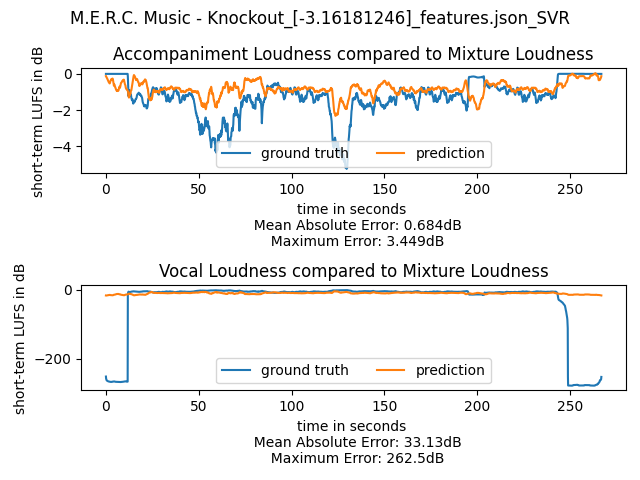 M.E.R.C. Music - Knockout_[-3.16181246]_features.json_SVR
Accompaniment Loudness compared to Mixture Loudness
short-term LUFS in dB
0
−2
−4
ground truth
prediction
0
50
100
150
200
250
time in seconds
Mean Absolute Error: 0.684dB
Maximum Error: 3.449dB
Vocal Loudness compared to Mixture Loudness
short-term LUFS in dB
0
−200
ground truth
prediction
0
50
100
150
200
250
time in seconds
Mean Absolute Error: 33.13dB
Maximum Error: 262.5dB